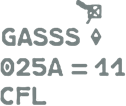 GASSS
025A = 11
CFL